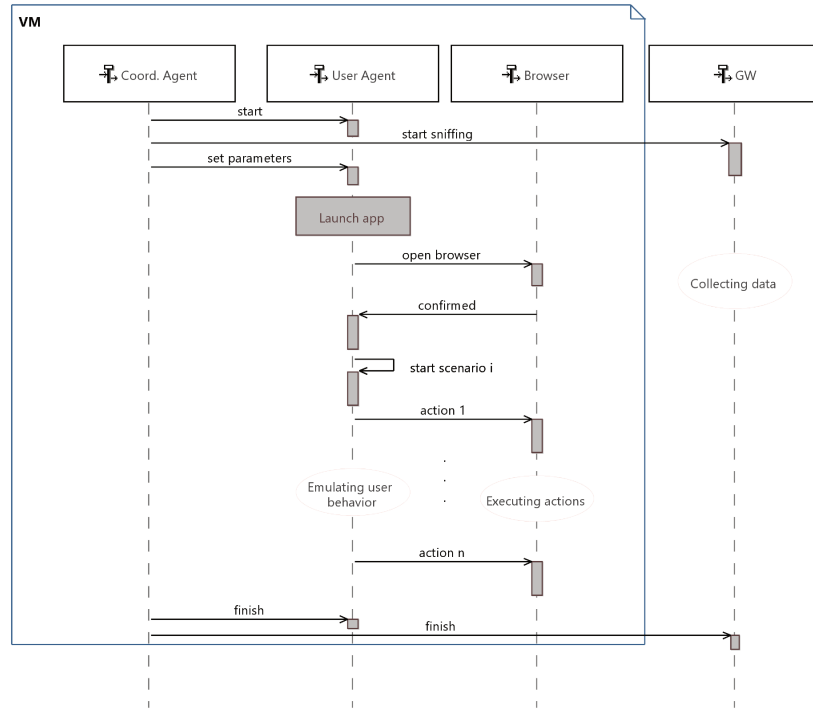 VM
Coord. Agent
User Agent
Browser
GW
start
start sniffing
set parameters
Launch app
open browser
Collecting data
confirmed
start scenario i
action 1
.
.
.
Emulating user
behavior
Executing actions
action n
finish
finish